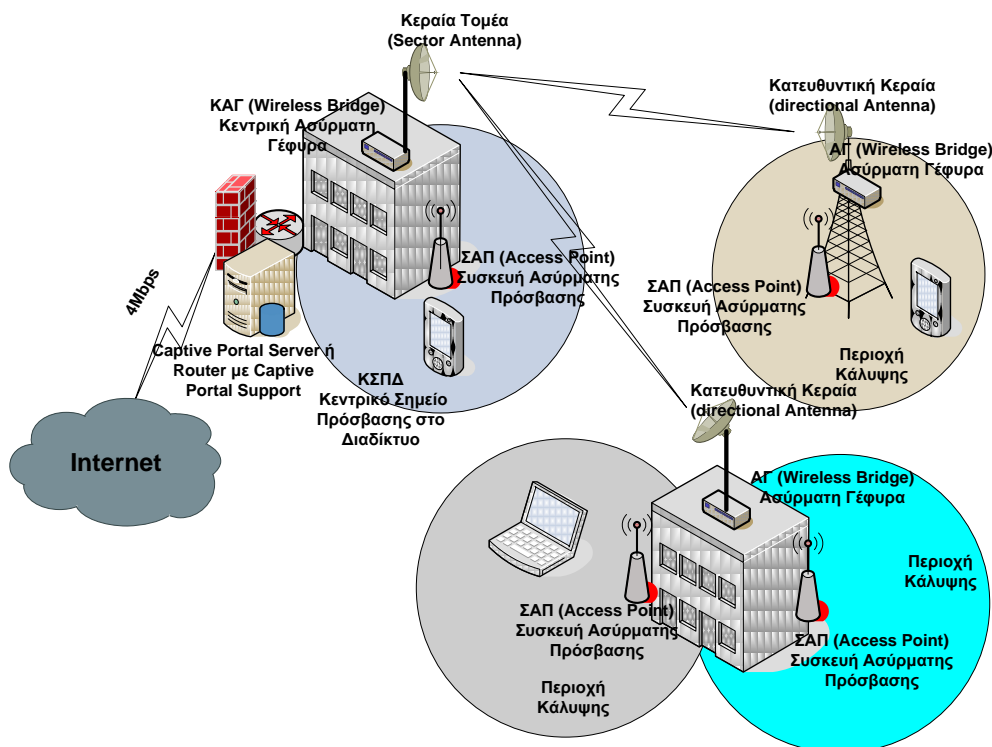 Κεραία Τομέα
(Sector Antenna)
ΚΑΓ (Wireless Bridge)
Κεντρική Ασύρματη
Γέφυρα
Κατευθυντική Κεραία
(directional Antenna)
ΑΓ (Wireless Bridge)
Ασύρματη Γέφυρα
ΣΑΠ (Access Point)
Συσκευή Ασύρματης
Πρόσβασης
ΣΑΠ (Access Point)
Συσκευή Ασύρματης
Πρόσβασης
Περιοχή
Κάλυψης
4Mbps
Captive Portal Server ή
Router με Captive
Portal Support
ΚΣΠΔ
Κεντρικό Σημείο
Πρόσβασης στο
Διαδίκτυο
Κατευθυντικό Κεραία
(directional Antenna)
Internet
ΑΓ (Wireless Bridge)
Ασύρματη Γέφυρα
Περιοχή
Κάλυψης
ΣΑΠ (Access Point)
Συσκευή Ασύρματης
Πρόσβασης
ΣΑΠ (Access Point)
Συσκευή Ασύρματης
Πρόσβασης
Περιοχή
Κάλυψης